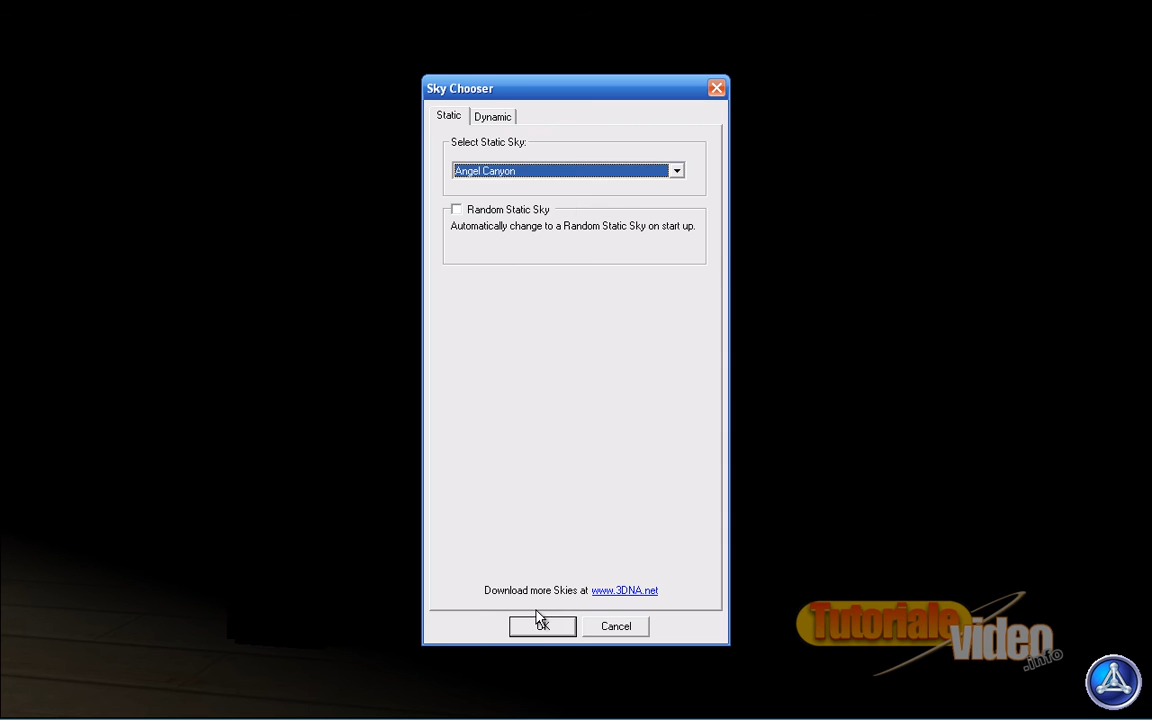 Sky Chooser
Static
Dynamic
Select Static Sky:
Angel Canyon
Random Static Sky
Automatically change to a Random Static Sky on start up.
Download more Skies at www.3DNA.net
OK
Cancel
Tutoriale
video
.info